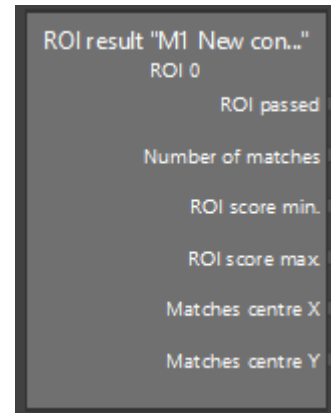 ROI result "M1 New con..."
ROI 0
ROI passed
Number of matches
ROI score min.
ROI score max.
Matches centre X
Matches centre Y